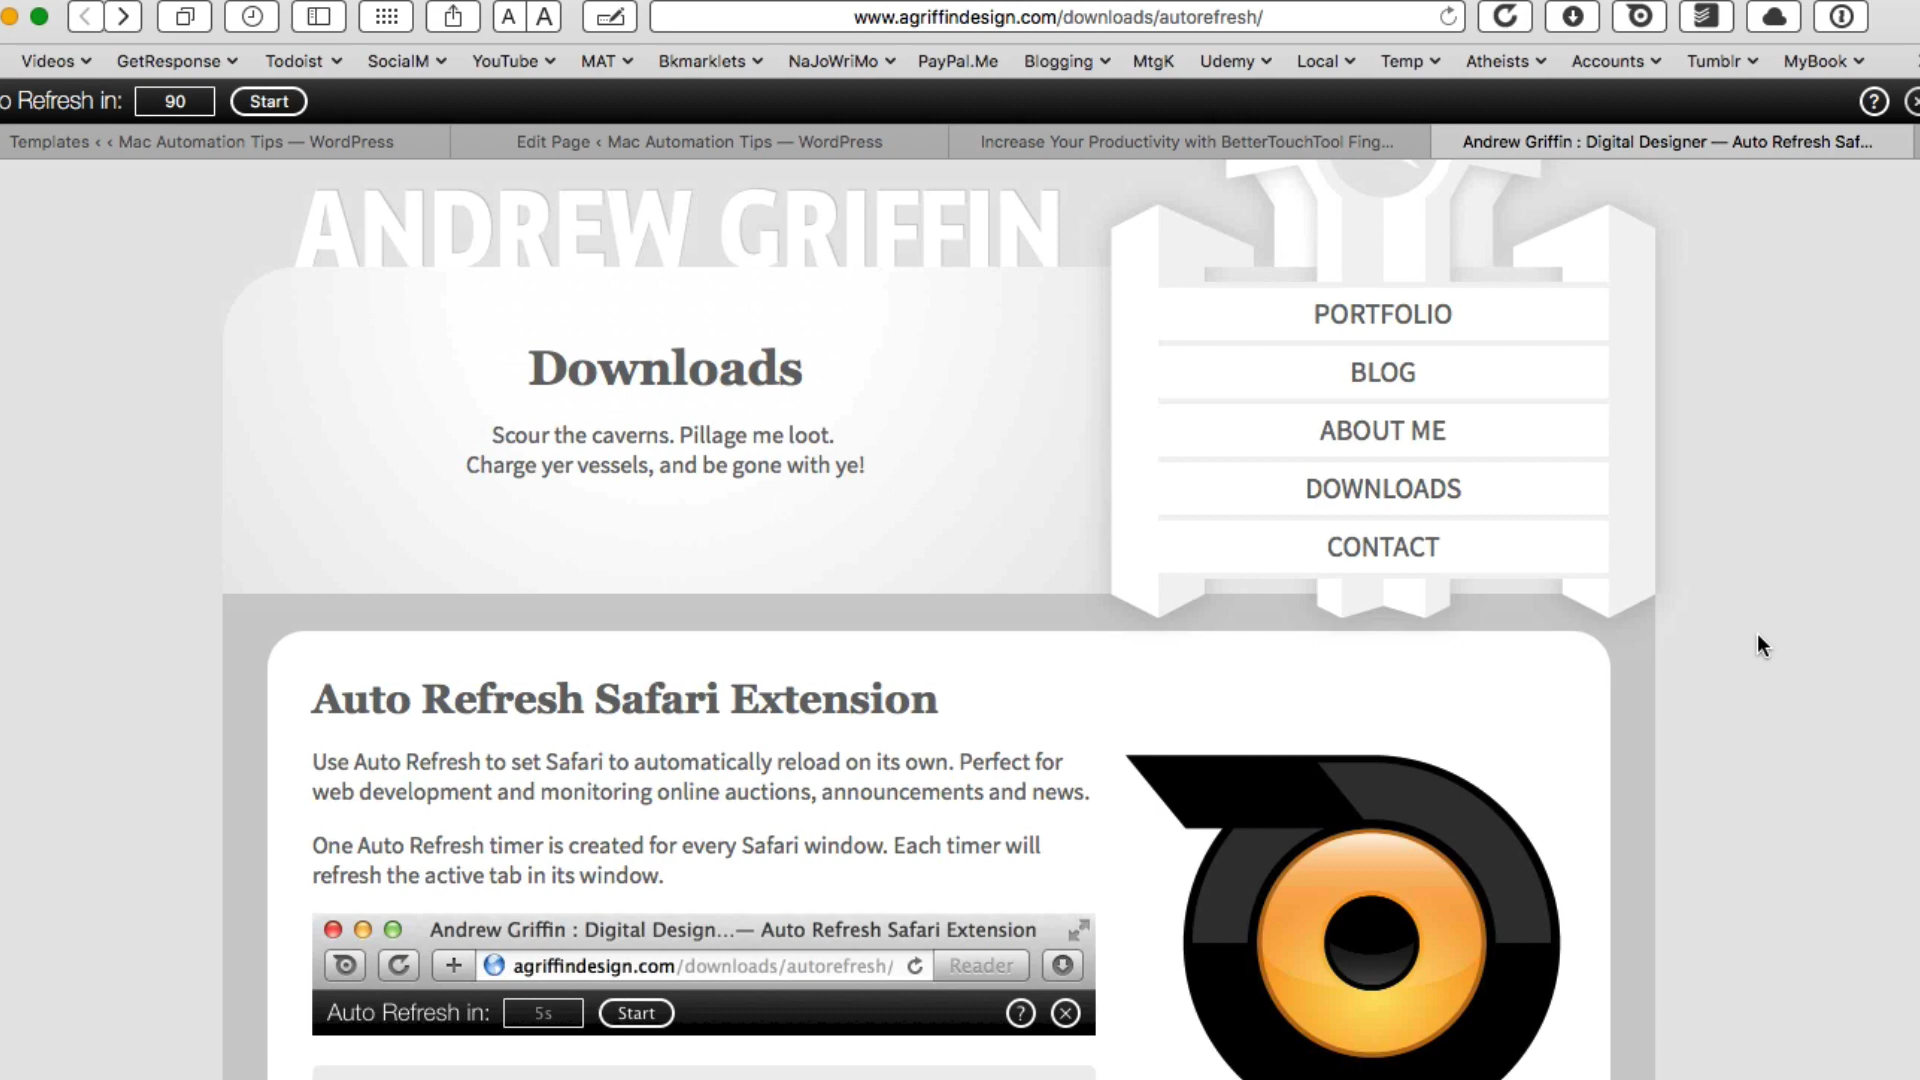 A A www.agriffindesign.com/downloads/autorefresh/
Videos GetResponse Todoist SocialM YouTube MAT Bkmarklets NaJoWriMo PayPal.Me Blogging MtgK Udemy Local Temp Atheists Accounts Tumblr MyBook
o Refresh in: 90 Start ?
Templates ‹ ‹ Mac Automation Tips — WordPress Edit Page ‹ Mac Automation Tips — WordPress Increase Your Productivity with BetterTouchTool Fing... Andrew Griffin : Digital Designer — Auto Refresh Saf...
ANDREW GRIFFIN
Downloads
Scour the caverns. Pillage me loot.
Charge yer vessels, and be gone with ye!
PORTFOLIO
BLOG
ABOUT ME
DOWNLOADS
CONTACT
Auto Refresh Safari Extension
Use Auto Refresh to set Safari to automatically reload on its own. Perfect for
web development and monitoring online auctions, announcements and news.
One Auto Refresh timer is created for every Safari window. Each timer will
refresh the active tab in its window.
Andrew Griffin : Digital Design...— Auto Refresh Safari Extension
agriffindesign.com/downloads/autorefresh/ Reader
Auto Refresh in: 5s Start ?